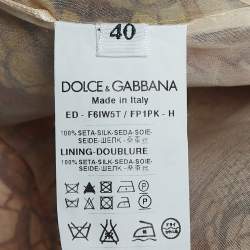 40
DOLCE & GABBANA
Made in Italy
ED - F6IW5T / FP1PK - H
100% SETA-SILK-SEDA-SOIE-
SEIDE-ШЕЛК-
LINING-DOUBLURE
100% SETA-SILK-SEDA-SOIE-
SEIDE-ШЕЛК-